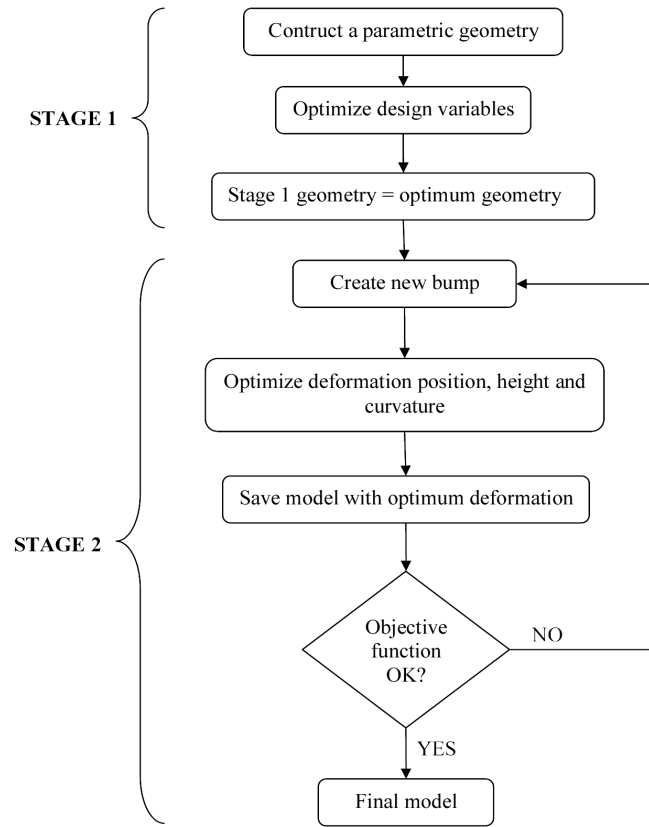 Contruct a parametric geometry
STAGE 1
Optimize design variables
Stage 1 geometry = optimum geometry
Create new bump
Optimize deformation position, height and
curvature
Save model with optimum deformation
STAGE 2
Objective
function
OK?
NO
YES
Final model